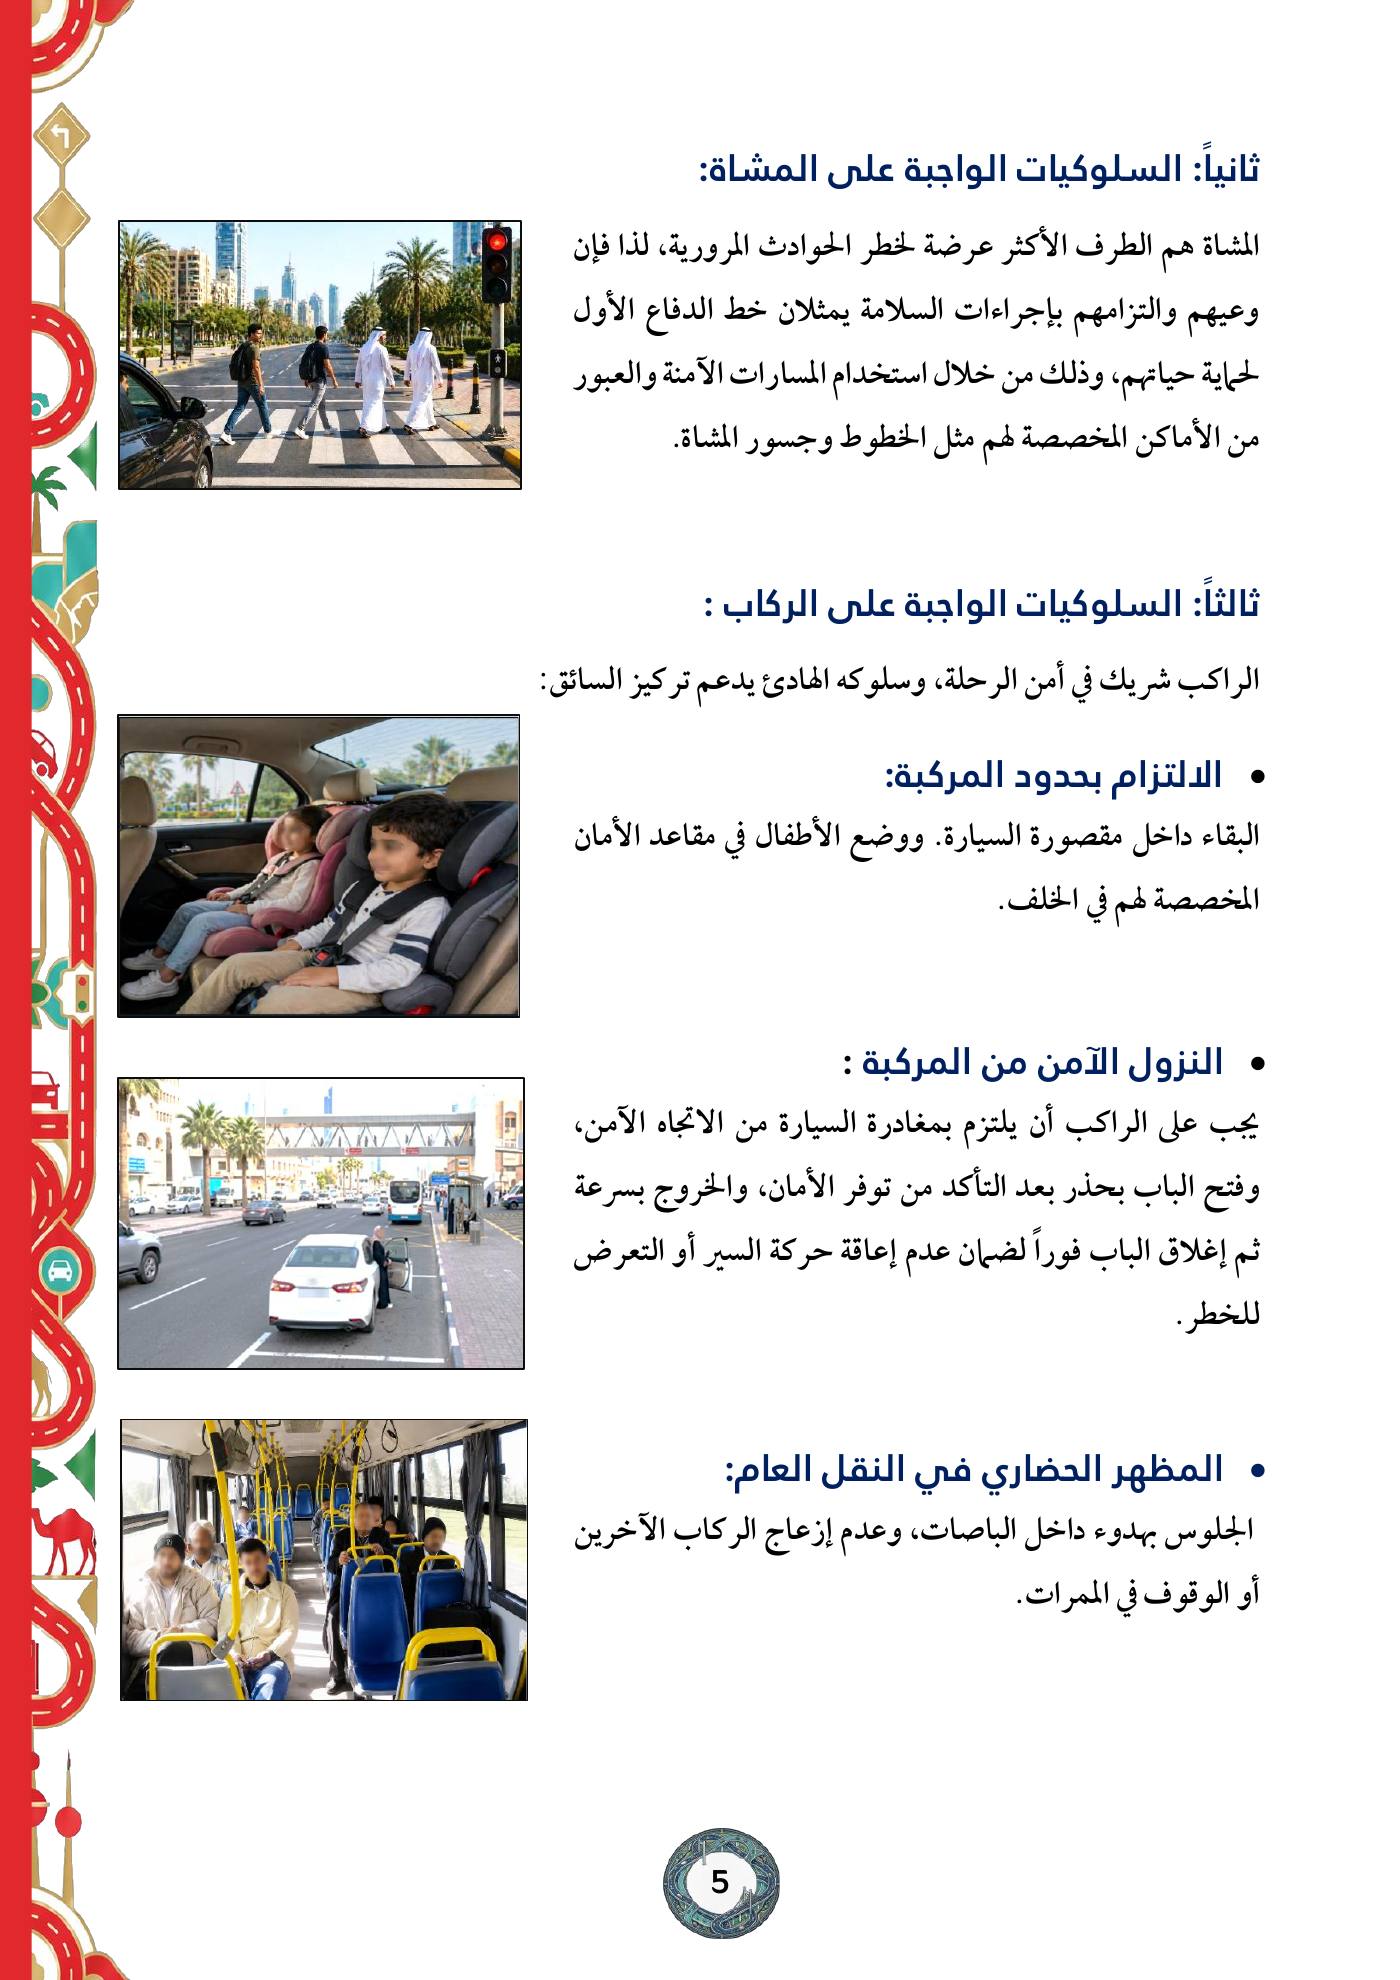 ثانياً: السلوكيات الواجبة على المشاة:
المشاة هم الطرف الأكثر عرضة لخطر الحوادث المرورية، لذا فإن
وعيهم والتزامهم بإجراءات السلامة يمثلان خط الدفاع الأول
لحماية حياتهم، وذلك من خلال استخدام المسارات الآمنة والعبور
من الأماكن المخصصة لهم مثل الخطوط وجسور المشاة.
ثالثاً: السلوكيات الواجبة على الركاب :
الراكب شريك في أمن الرحلة، وسلوكه الهادئ يدعم تركيز السائق:
• الالتزام بحدود المركبة:
البقاء داخل مقصورة السيارة. ووضع الأطفال في مقاعد الأمان
المخصصة لهم في الخلف.
• النزول الآمن من المركبة :
يجب على الراكب أن يلتزم بمغادرة السيارة من الاتجاه الآمن،
وفتح الباب بحذر بعد التأكد من توفر الأمان، والخروج بسرعة
ثم إغلاق الباب فوراً لضمان عدم إعاقة حركة السير أو التعرض
للخطر.
• المظهر الحضاري في النقل العام:
الجلوس بهدوء داخل الباصات، وعدم إزعاج الركاب الآخرين
أو الوقوف في الممرات.
5